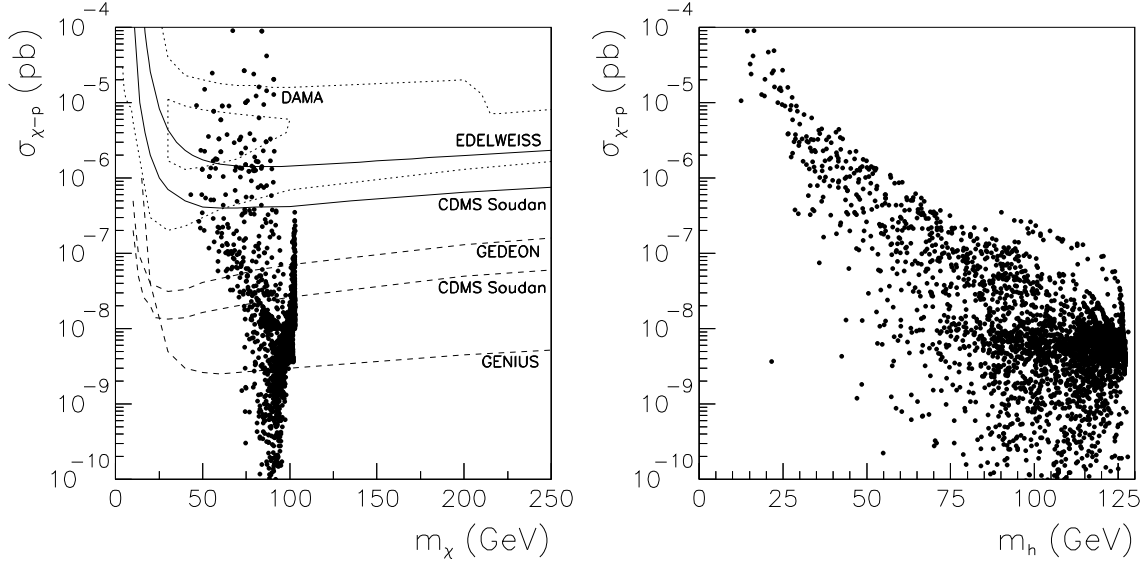 σχ−p (pb)
10−4
10−5
10−6
10−7
10−8
10−9
10−10
DAMA
EDELWEISS
CDMS Soudan
GEDEON
CDMS Soudan
GENIUS
0 50 100 150 200 250
mχ (GeV)
σχ−p (pb)
10−4
10−5
10−6
10−7
10−8
10−9
10−10
0 25 50 75 100 125
mh (GeV)